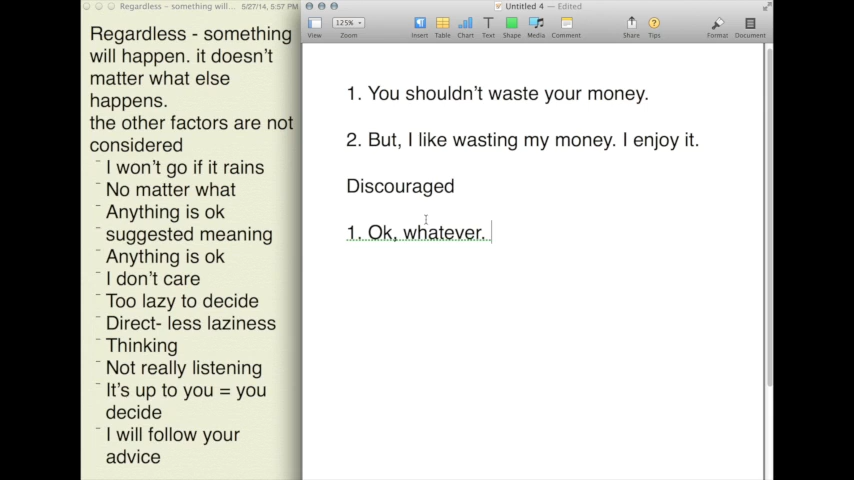 Regardless – something will... 5/27/14, 9:57 PM
Untitled 4 — Edited
125%
View Zoom Insert Table Chart Text Shape Media Comment Share Tips Format Document
Regardless - something
will happen. it doesn't
matter what else
happens.
the other factors are not
considered
- I won't go if it rains
- No matter what
- Anything is ok
- suggested meaning
- Anything is ok
- I don't care
- Too lazy to decide
- Direct- less laziness
- Thinking
- Not really listening
- It's up to you = you
decide
- I will follow your
advice
1. You shouldn't waste your money.
2. But, I like wasting my money. I enjoy it.
Discouraged
1. Ok, whatever.